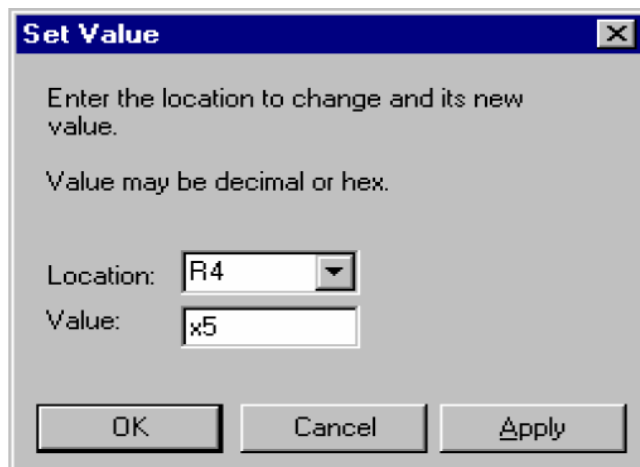 Set Value
Enter the location to change and its new
value.
Value may be decimal or hex.
Location: R4
Value: x5
OK Cancel Apply